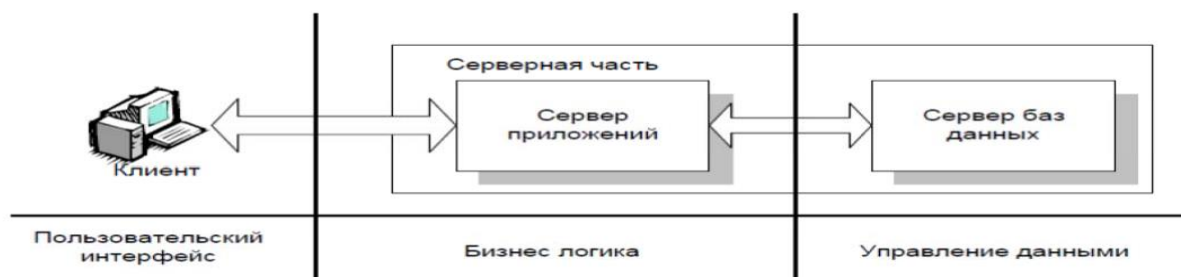 Серверная часть
Сервер
приложений
Сервер баз
данных
Клиент
Пользовательский
интерфейс
Бизнес логика
Управление данными